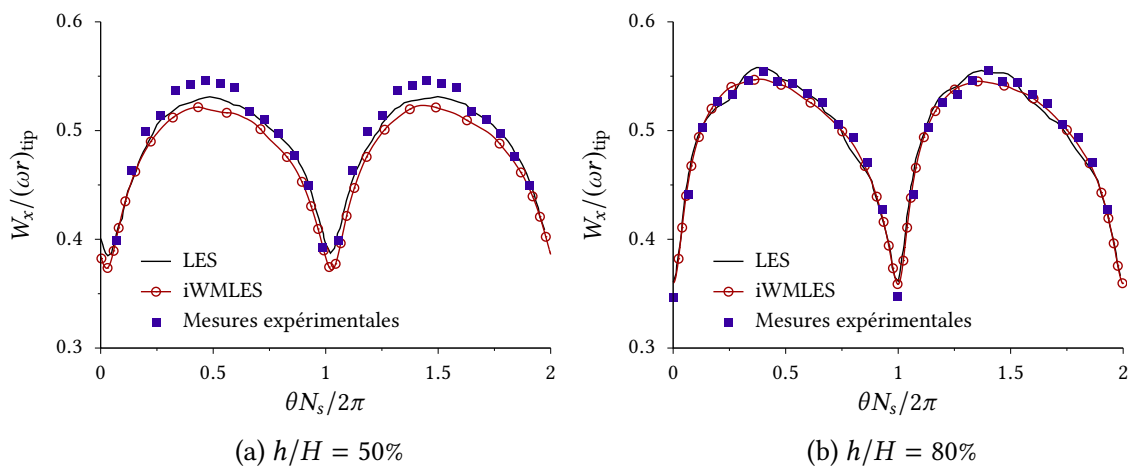 0.6
0.5
0.4
0.3
W_x/(ωr)_tip
LES
iWMLES
Mesures expérimentales
0 0.5 1 1.5 2
θN_s/2π
(a) h/H = 50%
0.6
0.5
0.4
0.3
W_x/(ωr)_tip
LES
iWMLES
Mesures expérimentales
0 0.5 1 1.5 2
θN_s/2π
(b) h/H = 80%